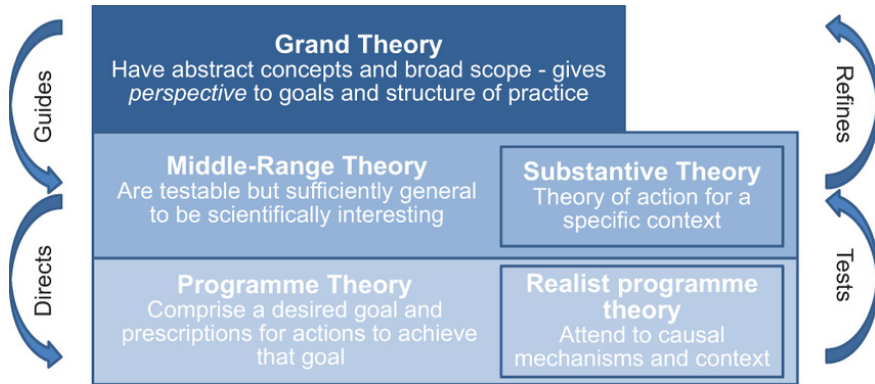 Grand Theory
Have abstract concepts and broad scope - gives
perspective to goals and structure of practice
Guides
Refines
Middle-Range Theory
Are testable but sufficiently general
to be scientifically interesting
Substantive Theory
Theory of action for a
specific context
Directs
Tests
Programme Theory
Comprise a desired goal and
prescriptions for actions to achieve
that goal
Realist programme
theory
Attend to causal
mechanisms and context